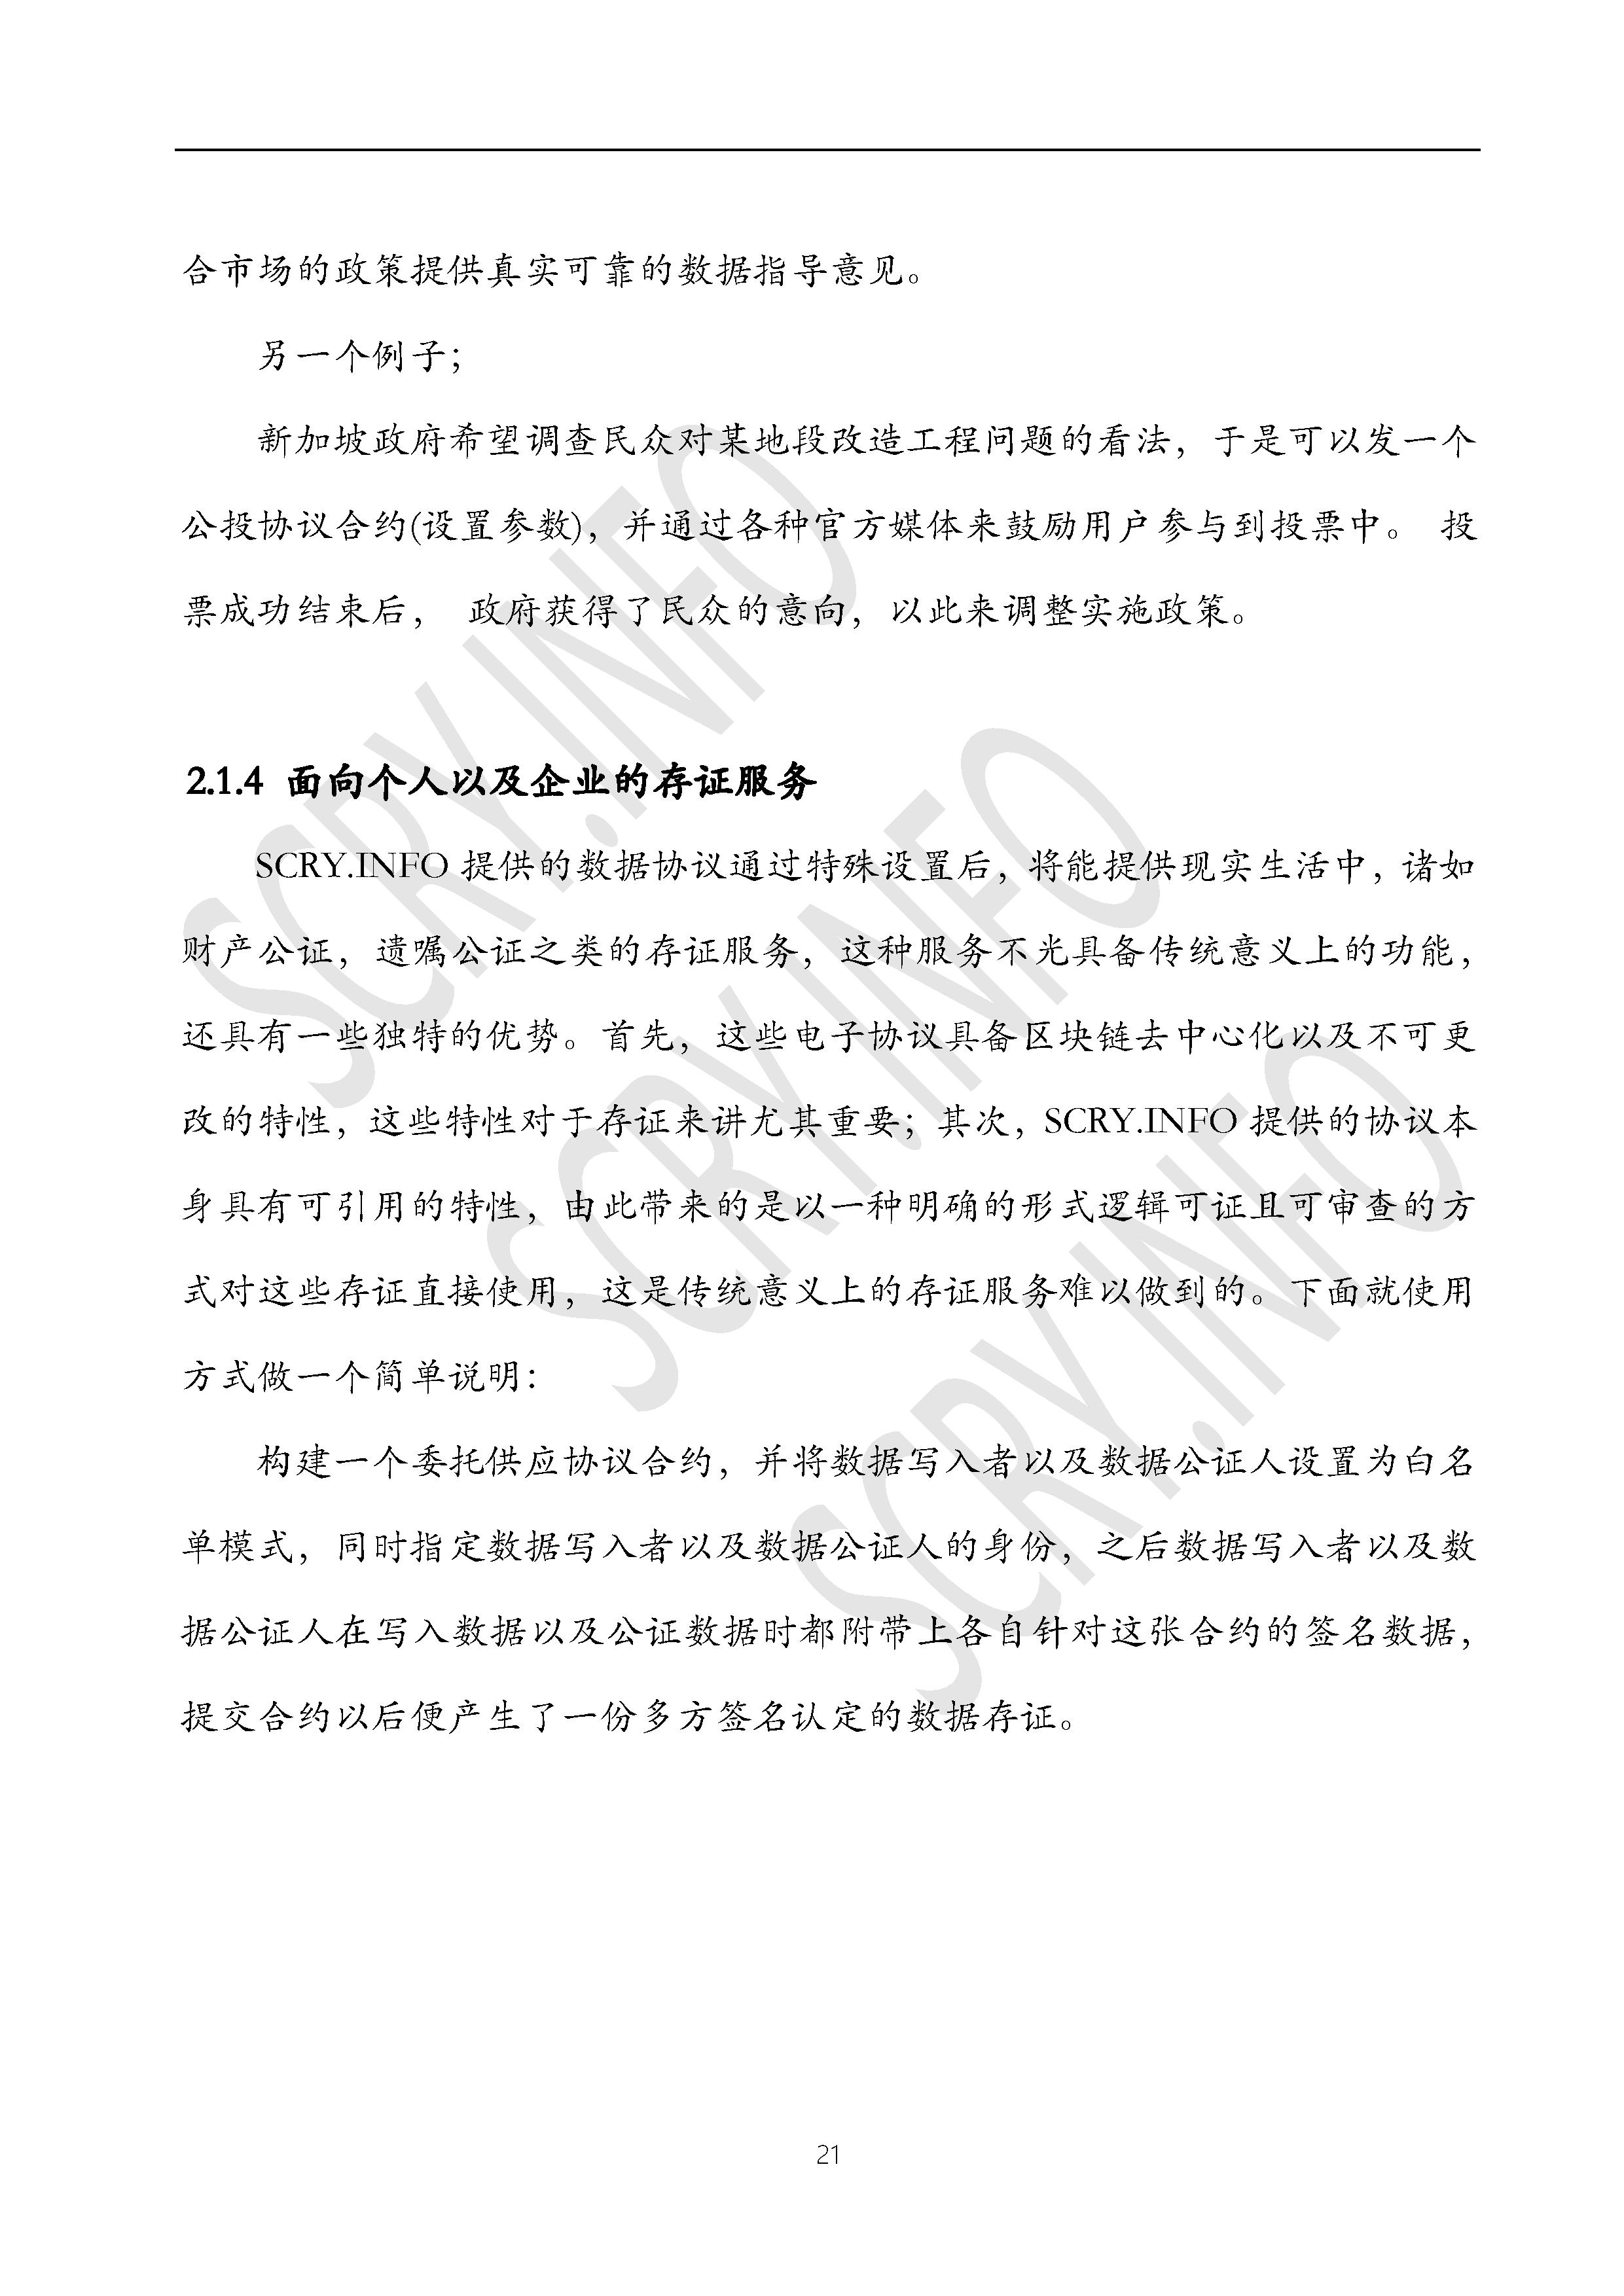 合市场的政策提供真实可靠的数据指导意见。
另一个例子；
新加坡政府希望调查民众对某地段改造工程问题的看法，于是可以发一个
公投协议合约(设置参数)，并通过各种官方媒体来鼓励用户参与到投票中。 投
票成功结束后， 政府获得了民众的意向，以此来调整实施政策。
2.1.4 面向个人以及企业的存证服务
SCRY.INFO 提供的数据协议通过特殊设置后，将能提供现实生活中，诸如
财产公证，遗嘱公证之类的存证服务，这种服务不光具备传统意义上的功能，
还具有一些独特的优势。首先，这些电子协议具备区块链去中心化以及不可更
改的特性，这些特性对于存证来讲尤其重要；其次，SCRY.INFO 提供的协议本
身具有可引用的特性，由此带来的是以一种明确的形式逻辑可证且可审查的方
式对这些存证直接使用，这是传统意义上的存证服务难以做到的。下面就使用
方式做一个简单说明：
构建一个委托供应协议合约，并将数据写入者以及数据公证人设置为白名
单模式，同时指定数据写入者以及数据公证人的身份，之后数据写入者以及数
据公证人在写入数据以及公证数据时都附带上各自针对这张合约的签名数据，
提交合约以后便产生了一份多方签名认定的数据存证。
SCRY.INFO
SCRY.INFO
SCRY.INFO
21